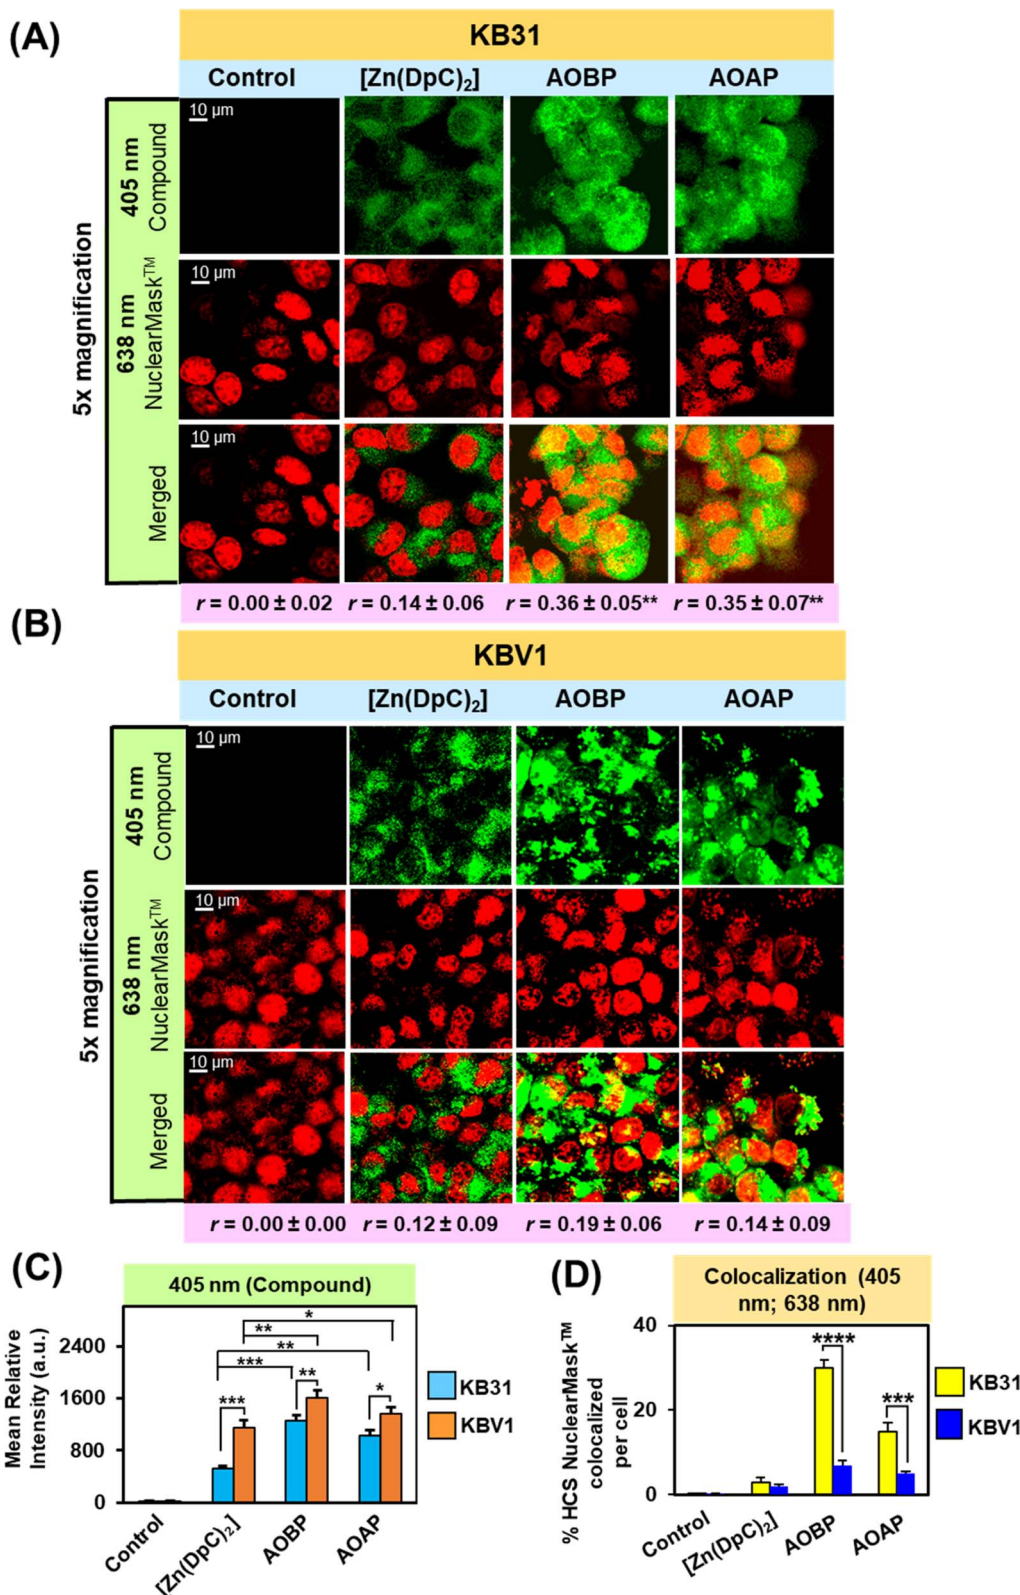 (A)
KB31
Control [Zn(DpC)₂] AOBP AOAP
5x magnification
405 nm
Compound
10 µm
638 nm
NuclearMask™
10 µm
Merged
10 µm
r = 0.00 ± 0.02 r = 0.14 ± 0.06 r = 0.36 ± 0.05** r = 0.35 ± 0.07**
(B)
KBV1
Control [Zn(DpC)₂] AOBP AOAP
5x magnification
405 nm
Compound
10 µm
638 nm
NuclearMask™
10 µm
Merged
10 µm
r = 0.00 ± 0.00 r = 0.12 ± 0.09 r = 0.19 ± 0.06 r = 0.14 ± 0.09
(C)
405 nm (Compound)
Mean Relative
Intensity (a.u.)
2400
1600
800
0
*
**
**
***
***
**
*
KB31
KBV1
Control [Zn(DpC)₂] AOBP AOAP
(D)
Colocalization (405
nm; 638 nm)
% HCS NuclearMask™
colocalized
per cell
40
20
0
****
***
KB31
KBV1
Control [Zn(DpC)₂] AOBP AOAP